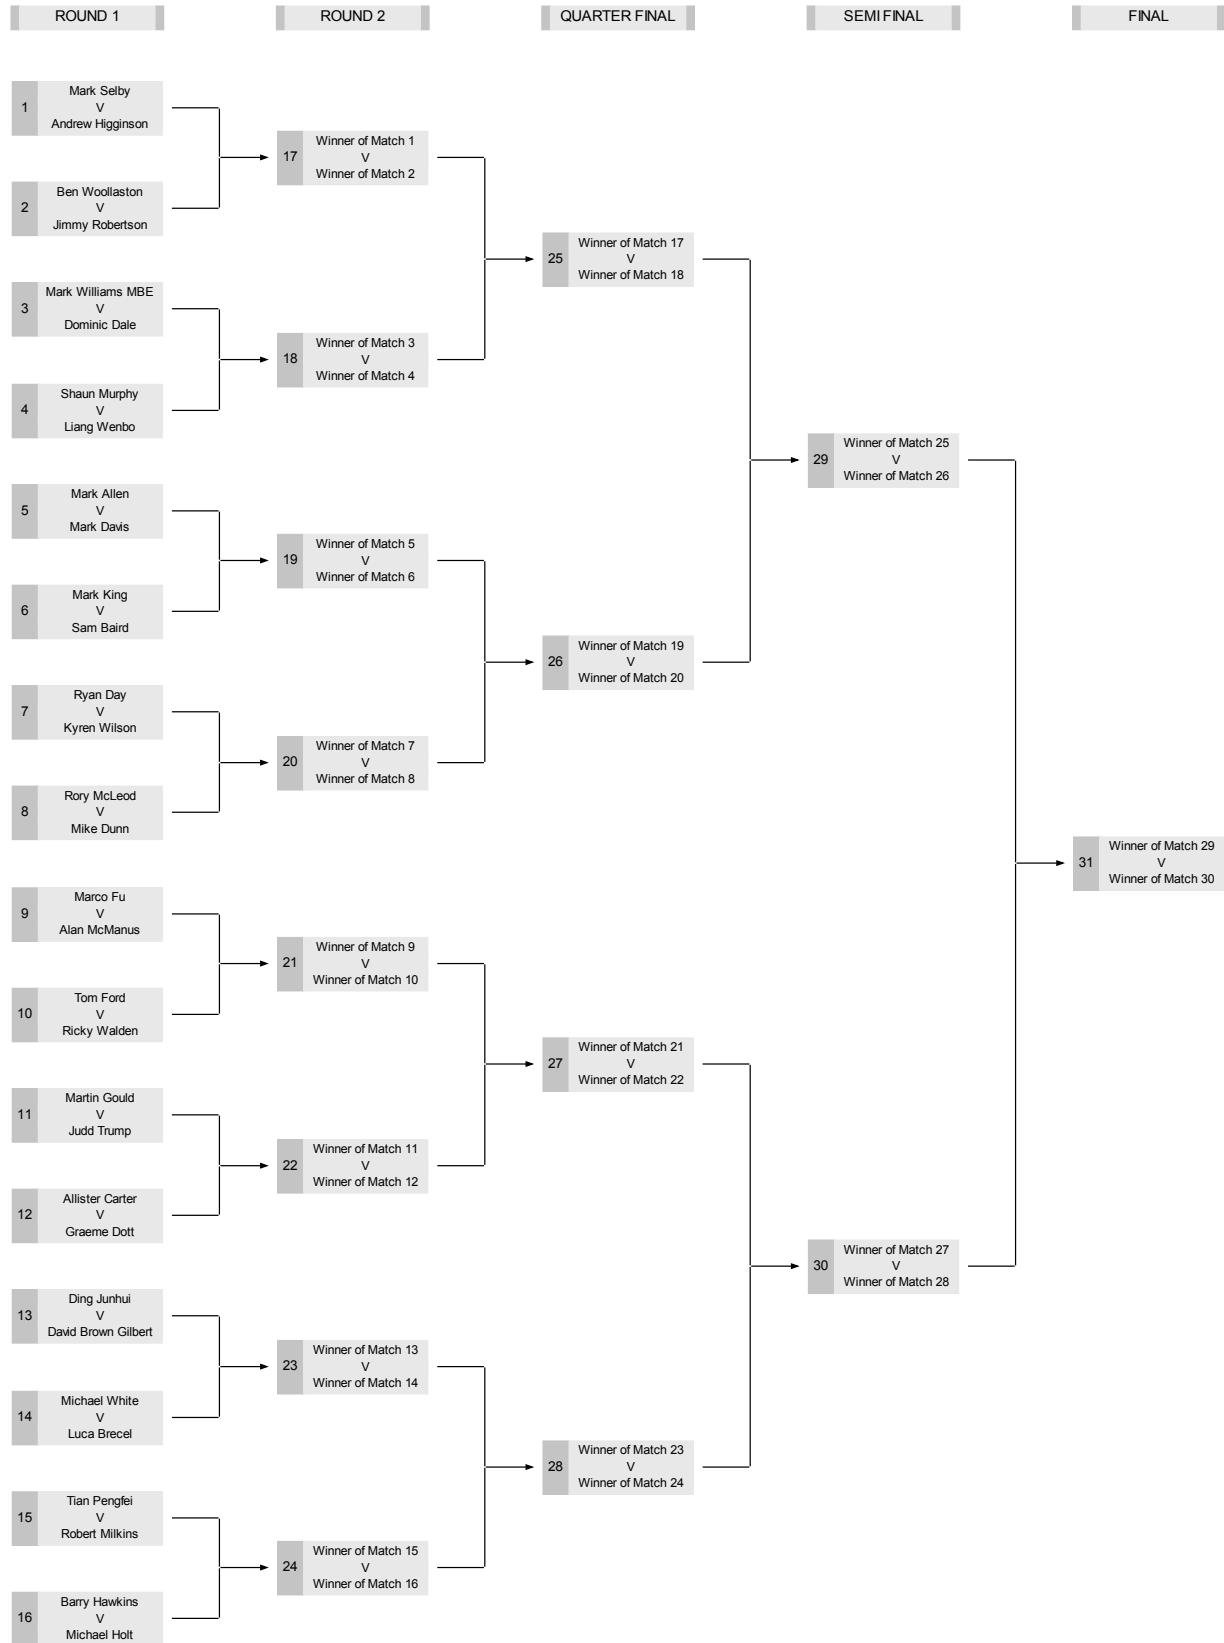 ROUND 1
ROUND 2
QUARTER FINAL
SEMI FINAL
FINAL
1
Mark Selby
V
Andrew Higginson
2
Ben Woollaston
V
Jimmy Robertson
3
Mark Williams MBE
V
Dominic Dale
4
Shaun Murphy
V
Liang Wenbo
5
Mark Allen
V
Mark Davis
6
Mark King
V
Sam Baird
7
Ryan Day
V
Kyren Wilson
8
Rory McLeod
V
Mike Dunn
9
Marco Fu
V
Alan McManus
10
Tom Ford
V
Ricky Walden
11
Martin Gould
V
Judd Trump
12
Allister Carter
V
Graeme Dott
13
Ding Junhui
V
David Brown Gilbert
14
Michael White
V
Luca Brecel
15
Tian Pengfei
V
Robert Milkins
16
Barry Hawkins
V
Michael Holt
17
Winner of Match 1
V
Winner of Match 2
18
Winner of Match 3
V
Winner of Match 4
19
Winner of Match 5
V
Winner of Match 6
20
Winner of Match 7
V
Winner of Match 8
21
Winner of Match 9
V
Winner of Match 10
22
Winner of Match 11
V
Winner of Match 12
23
Winner of Match 13
V
Winner of Match 14
24
Winner of Match 15
V
Winner of Match 16
25
Winner of Match 17
V
Winner of Match 18
26
Winner of Match 19
V
Winner of Match 20
27
Winner of Match 21
V
Winner of Match 22
28
Winner of Match 23
V
Winner of Match 24
29
Winner of Match 25
V
Winner of Match 26
30
Winner of Match 27
V
Winner of Match 28
31
Winner of Match 29
V
Winner of Match 30